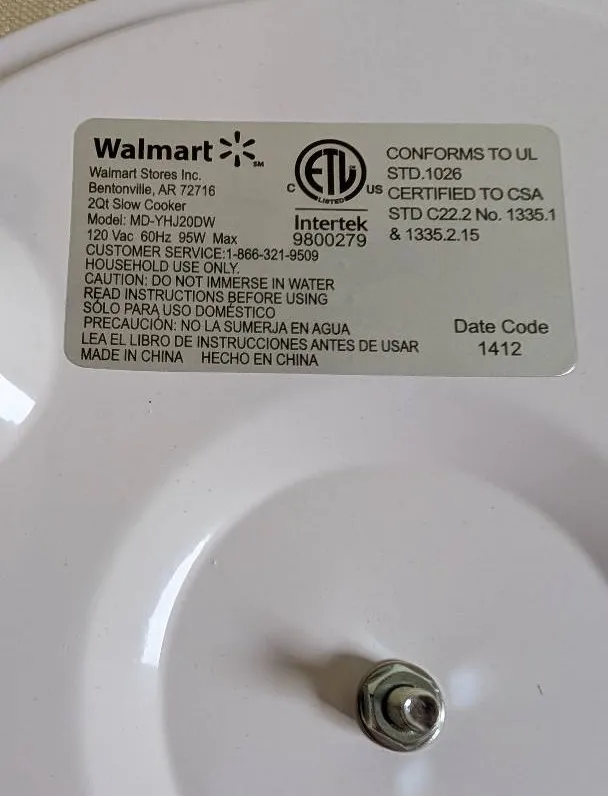 Walmart SM
Walmart Stores Inc.
Bentonville, AR 72716
2Qt Slow Cooker
Model: MD-YHJ20DW
120 Vac 60Hz 95W Max
CUSTOMER SERVICE:1-866-321-9509
HOUSEHOLD USE ONLY.
CAUTION: DO NOT IMMERSE IN WATER
READ INSTRUCTIONS BEFORE USING
SÓLO PARA USO DOMÉSTICO
PRECAUCIÓN: NO LA SUMERJA EN AGUA
LEA EL LIBRO DE INSTRUCCIONES ANTES DE USAR
MADE IN CHINA HECHO EN CHINA
C ETL US
LISTED
Intertek
9800279
CONFORMS TO UL
STD.1026
CERTIFIED TO CSA
STD C22.2 No. 1335.1
& 1335.2.15
Date Code
1412